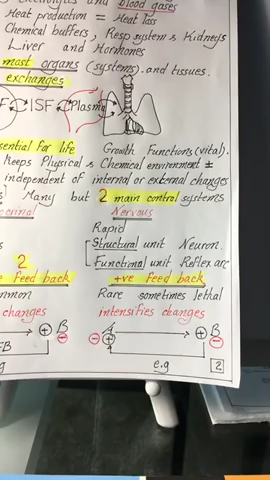 Electrolytes and blood gases
Heat production = Heat loss
Chemical buffers, Resp system & Kidneys
Liver and Hormones
most organs (systems) and tissues.
exchanges
F ISF Plasma
ssential for life Growth Functions (vital).
Keeps Physical & Chemical environment ±
independent of internal or external changes
Many but 2 main control systems
ocrinal Nervous
Rapid
Structural unit Neuron.
2 Functional unit Reflex arc
e Feed back +ve Feed back
mmon Rare sometimes lethal
changes intensifies changes
+ B - A + + B -
FB
e.g 2